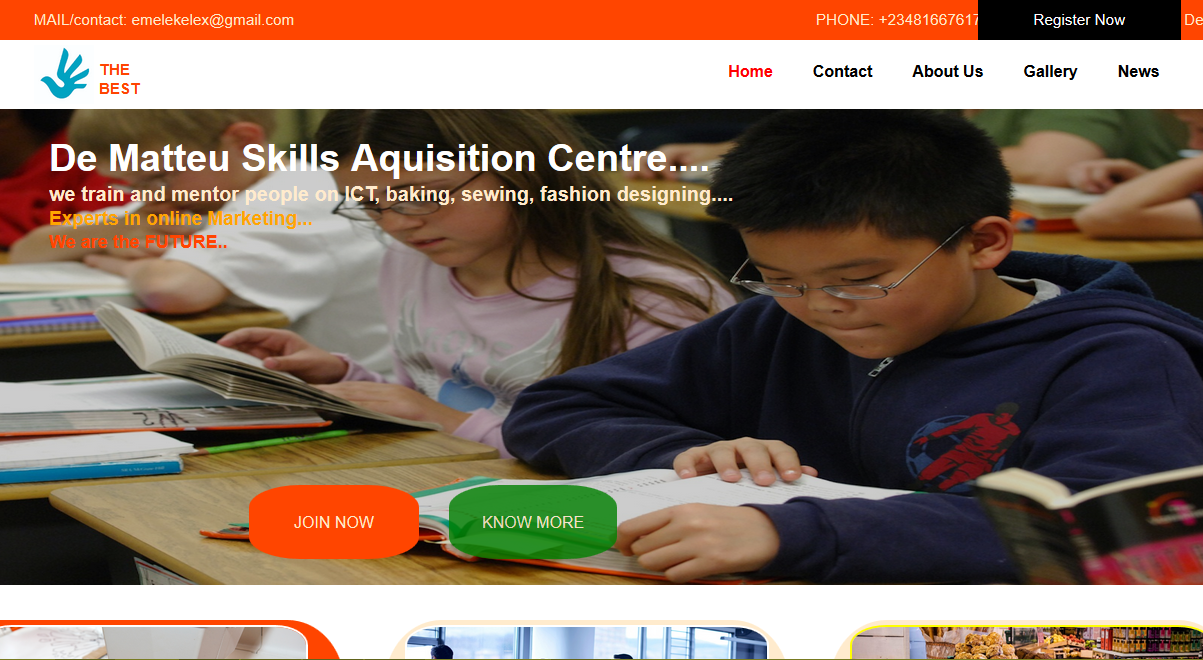 MAIL/contact: emelekelex@gmail.com
PHONE: +23481667617
Register Now
De
THE
BEST
Home
Contact
About Us
Gallery
News
De Matteu Skills Aquisition Centre....
we train and mentor people on ICT, baking, sewing, fashion designing....
Experts in online Marketing...
We are the FUTURE..
JOIN NOW
KNOW MORE